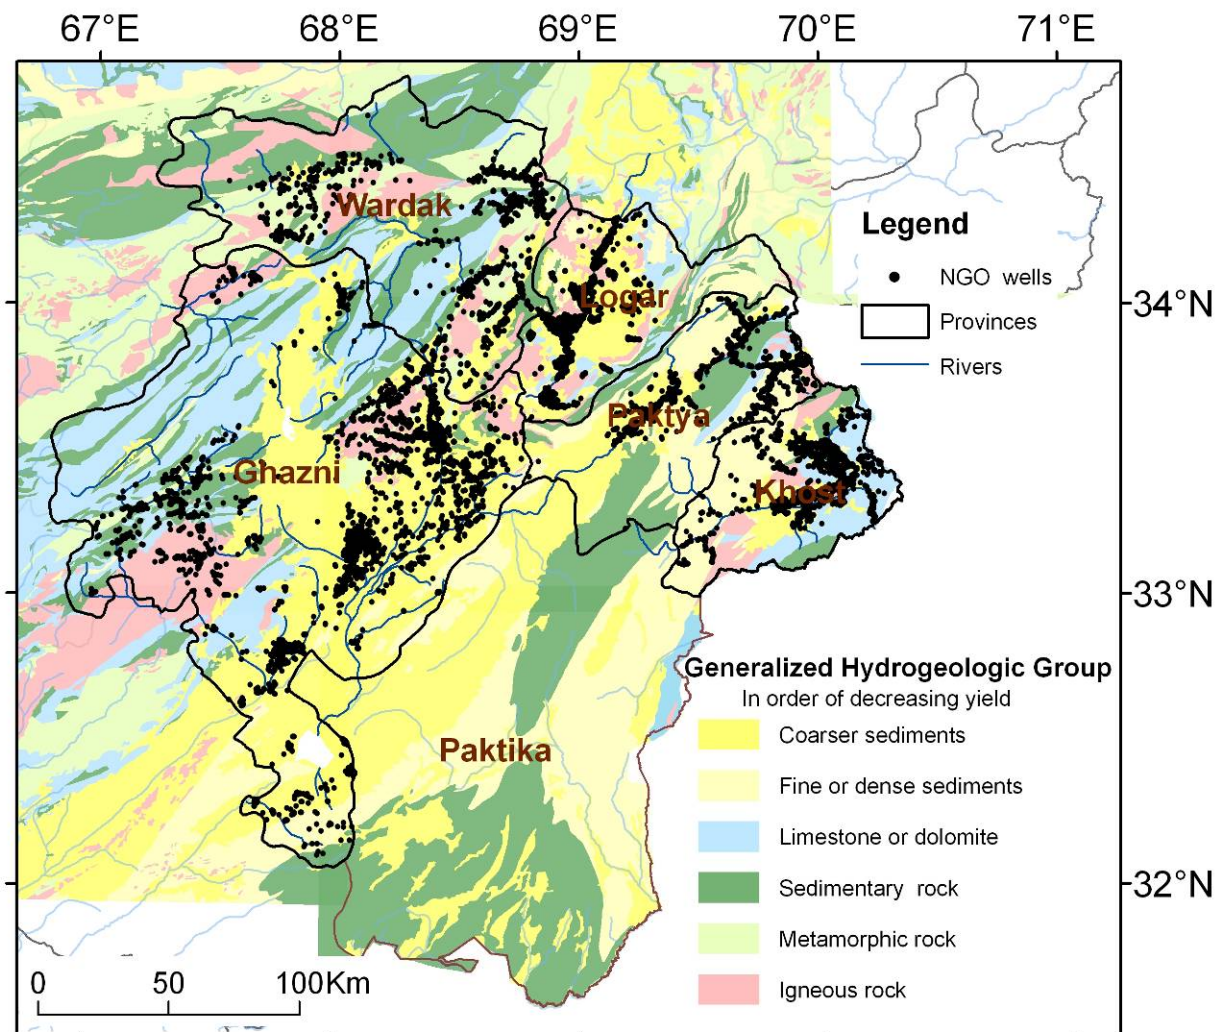 67°E 68°E 69°E 70°E 71°E
Wardak
Legend
NGO wells
Logar
34°N
Provinces
Rivers
Paktya
Ghazni
Khost
33°N
Generalized Hydrogeologic Group
In order of decreasing yield
Coarser sediments
Paktika
Fine or dense sediments
Limestone or dolomite
Sedimentary rock
32°N
Metamorphic rock
0 50 100Km
Igneous rock